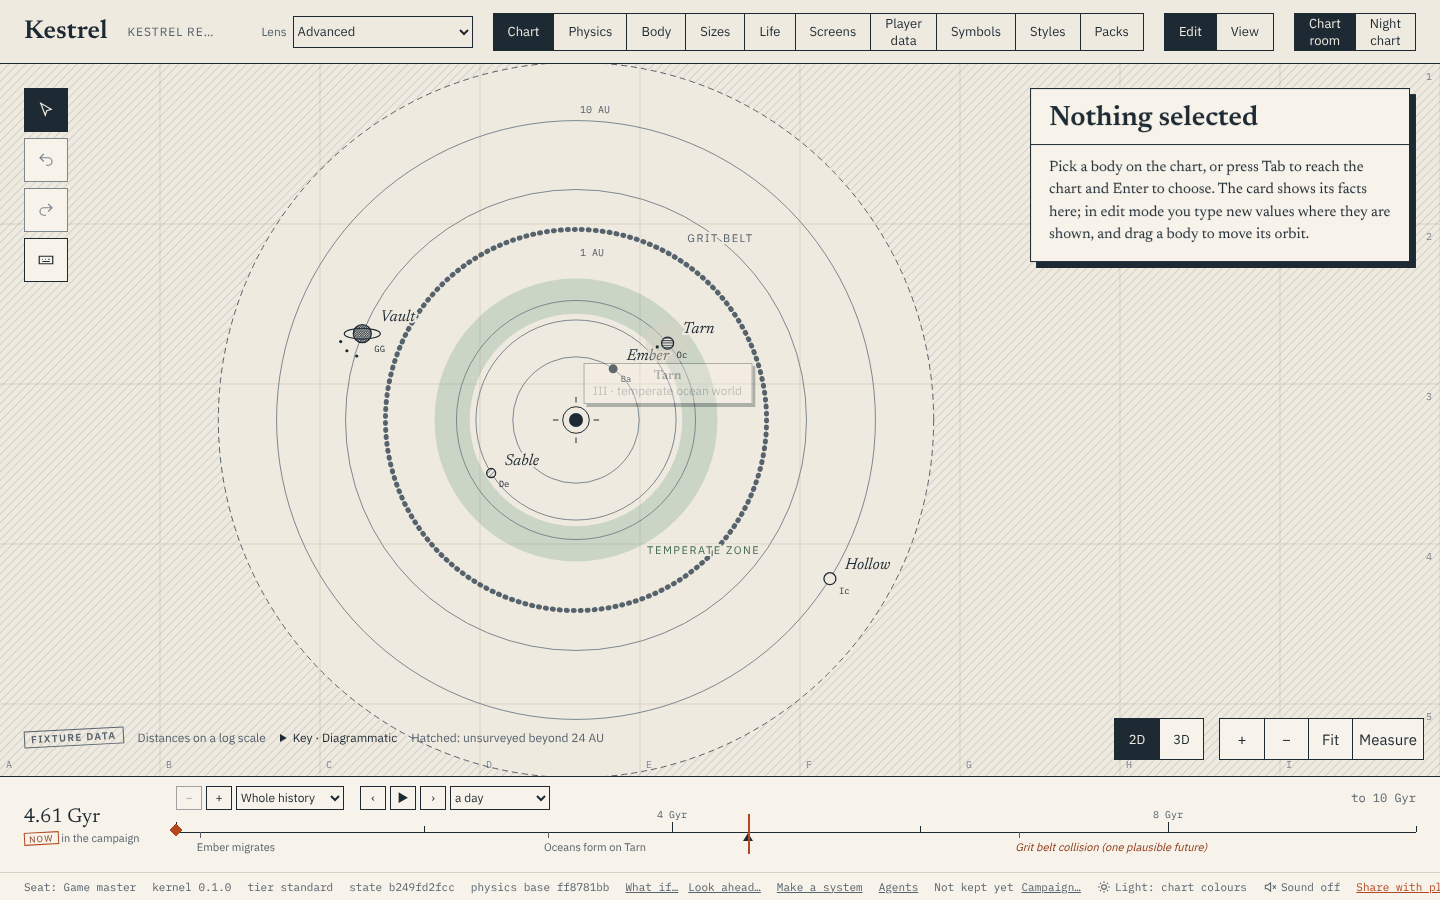 Kestrel
KESTREL RE…
Lens
Advanced
Chart
Physics
Body
Sizes
Life
Screens
Player data
Symbols
Styles
Packs
Edit
View
Chart room
Night chart
1
10 AU
Nothing selected
Pick a body on the chart, or press Tab to reach the
chart and Enter to choose. The card shows its facts
here; in edit mode you type new values where they are
shown, and drag a body to move its orbit.
GRIT BELT
2
1 AU
Vault
GG
Tarn
Oc
Ember
Ba
Tarn
III · temperate ocean world
3
Sable
De
TEMPERATE ZONE
4
Hollow
Ic
5
FIXTURE DATA
Distances on a log scale
Key · Diagrammatic
Hatched: unsurveyed beyond 24 AU
2D
3D
+
−
Fit
Measure
A
B
C
D
E
F
G
H
I
4.61 Gyr
NOW in the campaign
−
+
Whole history
‹
›
a day
to 10 Gyr
4 Gyr
8 Gyr
Ember migrates
Oceans form on Tarn
Grit belt collision (one plausible future)
Seat: Game master
kernel 0.1.0
tier standard
state b249fd2fcc
physics base ff8781bb
What if…
Look ahead…
Make a system
Agents
Not kept yet
Campaign…
Light: chart colours
Sound off
Share with pl